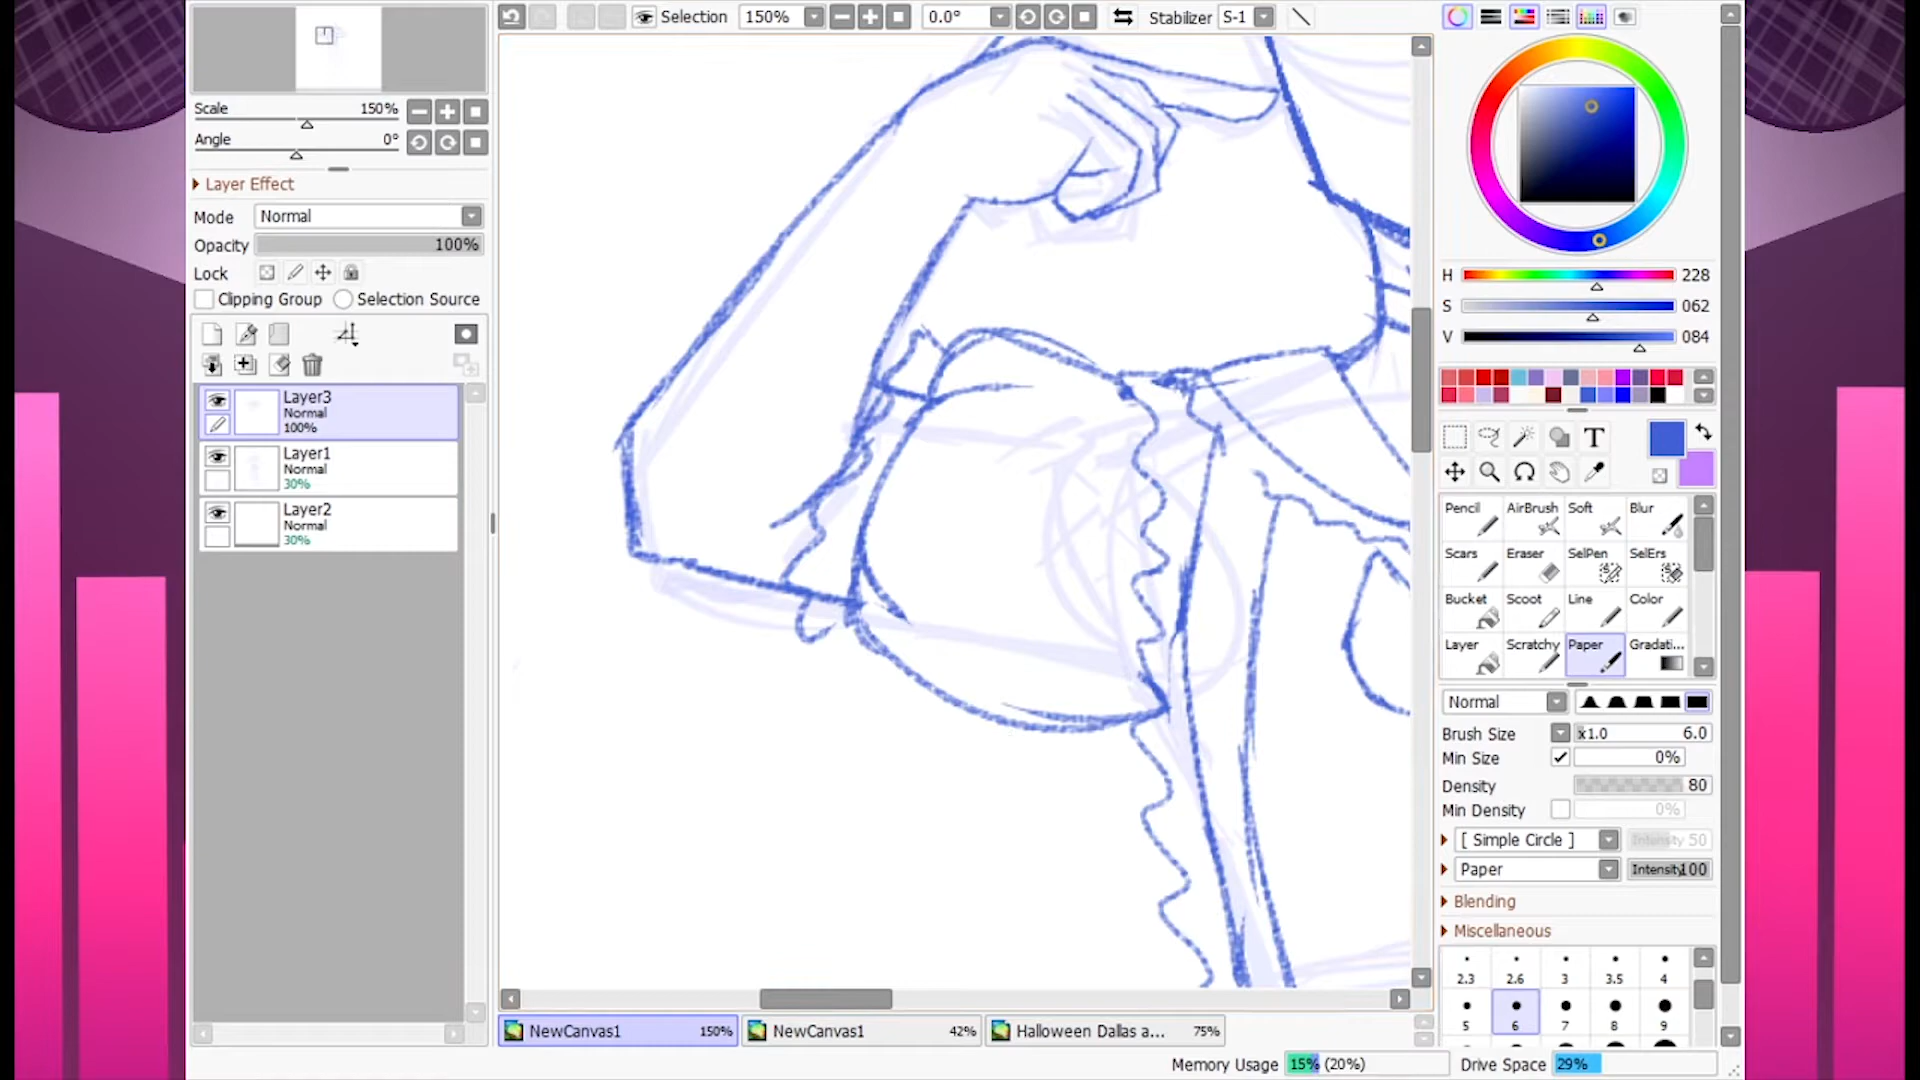 Selection 150% 0.0° Stabilizer S-1
Scale 150%
Angle 0°
Layer Effect
Mode Normal
Opacity 100%
Lock
Clipping Group Selection Source
Layer3
Normal
100%
Layer1
Normal
30%
Layer2
Normal
30%
H 228
S 062
V 084
T
Pencil AirBrush Soft Blur
Scars Eraser SelPen SelErs
Bucket Scoot Line Color
Layer Scratchy Paper Gradati...
Normal
Brush Size x1.0 6.0
Min Size 0%
Density 80
Min Density 0%
[ Simple Circle ] Intensity 50
Paper Intensity 100
Blending
Miscellaneous
2.3 2.6 3 3.5 4
5 6 7 8 9
NewCanvas1 150% NewCanvas1 42% Halloween Dallas a... 75%
Memory Usage 15% (20%) Drive Space 29%